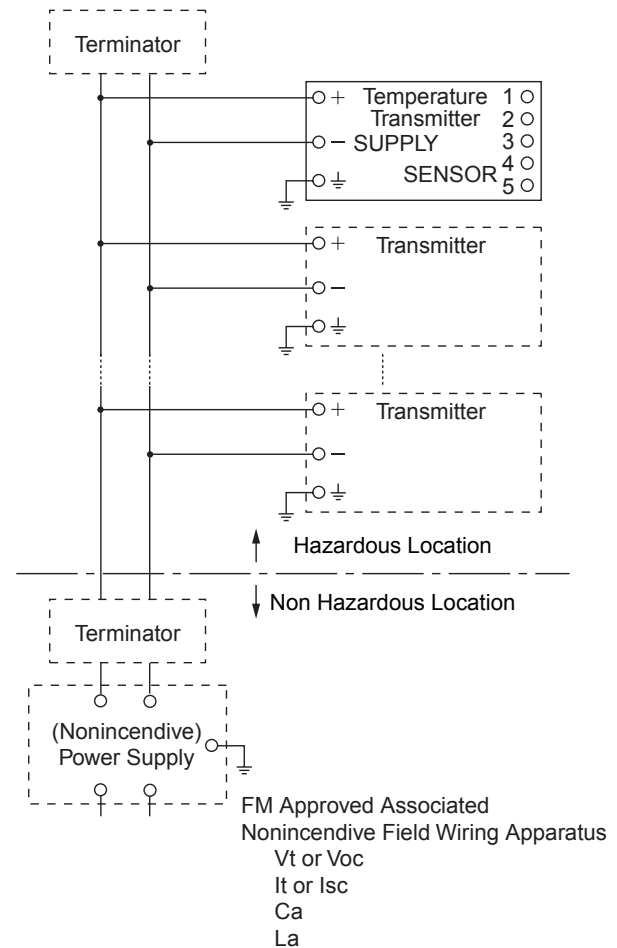 Terminator
+ Temperature 1
Transmitter 2
− SUPPLY 3
SENSOR 4
5
+ Transmitter
−
+ Transmitter
−
Hazardous Location
Non Hazardous Location
Terminator
(Nonincendive)
Power Supply
FM Approved Associated
Nonincendive Field Wiring Apparatus
Vt or Voc
It or Isc
Ca
La